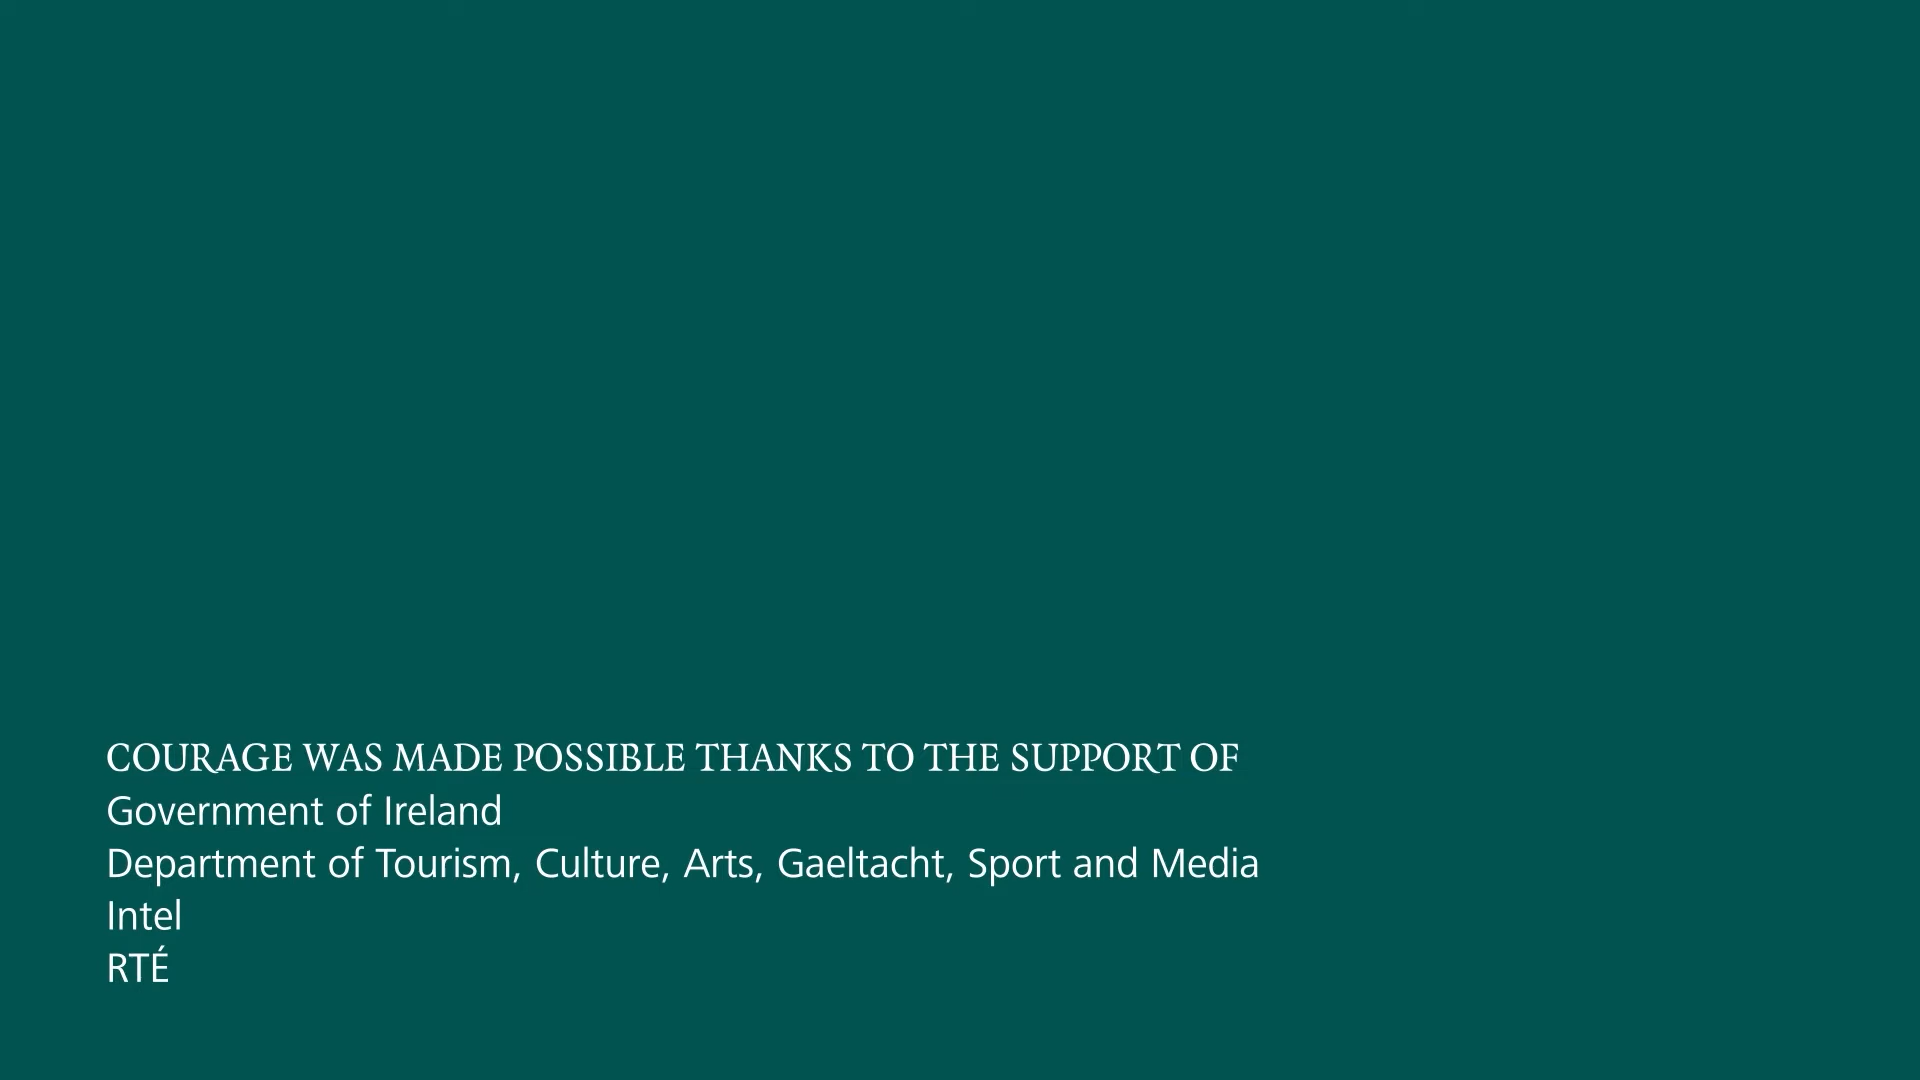 COURAGE WAS MADE POSSIBLE THANKS TO THE SUPPORT OF
Government of Ireland
Department of Tourism, Culture, Arts, Gaeltacht, Sport and Media
Intel
RTÉ